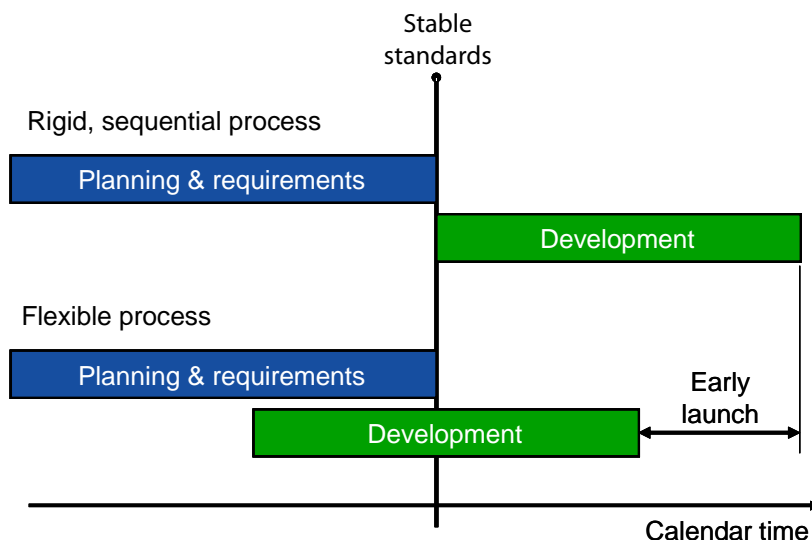 Stable
standards
Rigid, sequential process
Planning & requirements
Development
Flexible process
Planning & requirements
Early
launch
Development
Calendar time